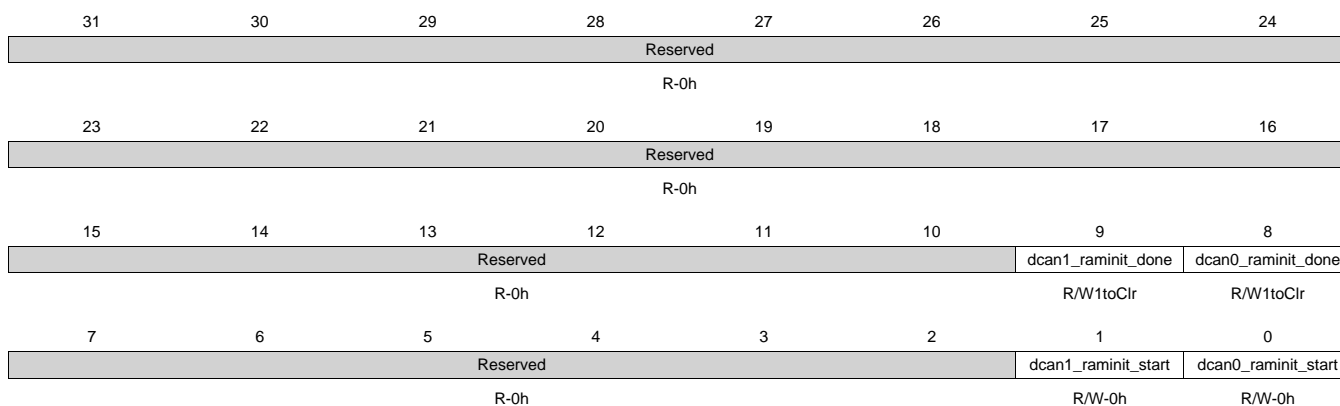 31 30 29 28 27 26 25 24
Reserved
R-0h
23 22 21 20 19 18 17 16
Reserved
R-0h
15 14 13 12 11 10 9 8
Reserved dcan1_raminit_done dcan0_raminit_done
R-0h R/W1toClr R/W1toClr
7 6 5 4 3 2 1 0
Reserved dcan1_raminit_start dcan0_raminit_start
R-0h R/W-0h R/W-0h